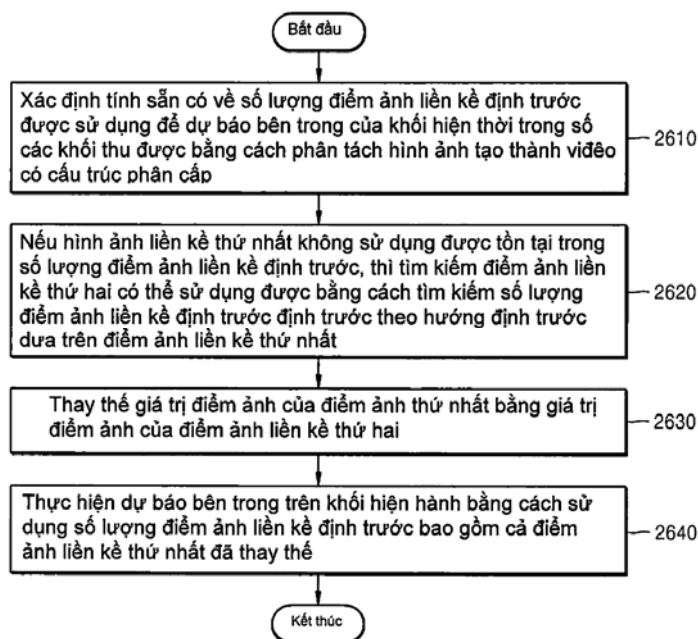 Bắt đầu
Xác định tính sẵn có về số lượng điểm ảnh liền kề định trước
được sử dụng để dự báo bên trong của khối hiện thời trong số
các khối thu được bằng cách phân tách hình ảnh tạo thành viđêo
có cấu trúc phân cấp
2610
Nếu hình ảnh liền kề thứ nhất không sử dụng được tồn tại trong
số lượng điểm ảnh liền kề định trước, thì tìm kiếm điểm ảnh liền
kề thứ hai có thể sử dụng được bằng cách tìm kiếm số lượng
điểm ảnh liền kề định trước định trước theo hướng định trước
dưa trên điểm ảnh liền kề thứ nhất
2620
Thay thế giá trị điểm ảnh của điểm ảnh thứ nhất bằng giá trị
điểm ảnh của điểm ảnh liền kề thứ hai
2630
Thực hiện dự báo bên trong trên khối hiện hành bằng cách sử
dụng số lượng điểm ảnh liền kề định trước bao gồm cả điểm
ảnh liền kề thứ nhất đã thay thế
2640
Kết thúc